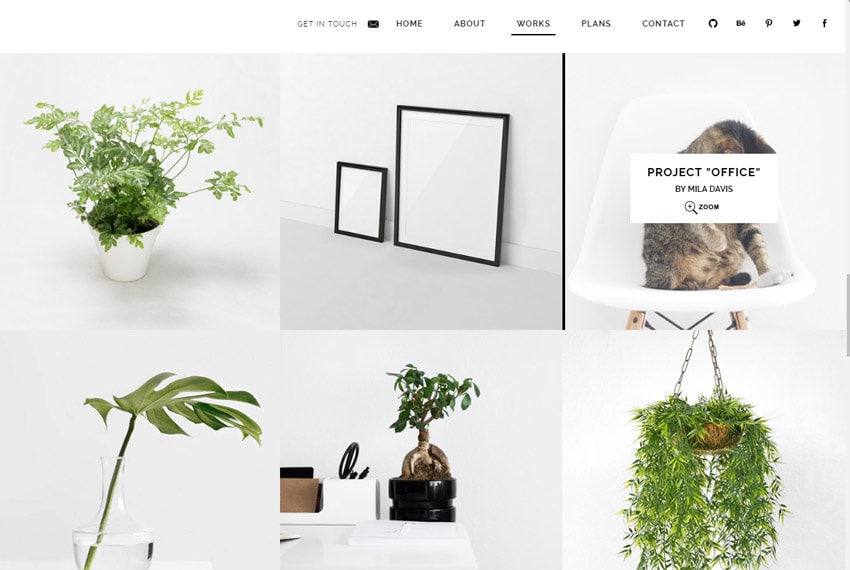 GET IN TOUCH HOME ABOUT WORKS PLANS CONTACT Bē
PROJECT "OFFICE"
BY MILA DAVIS
ZOOM